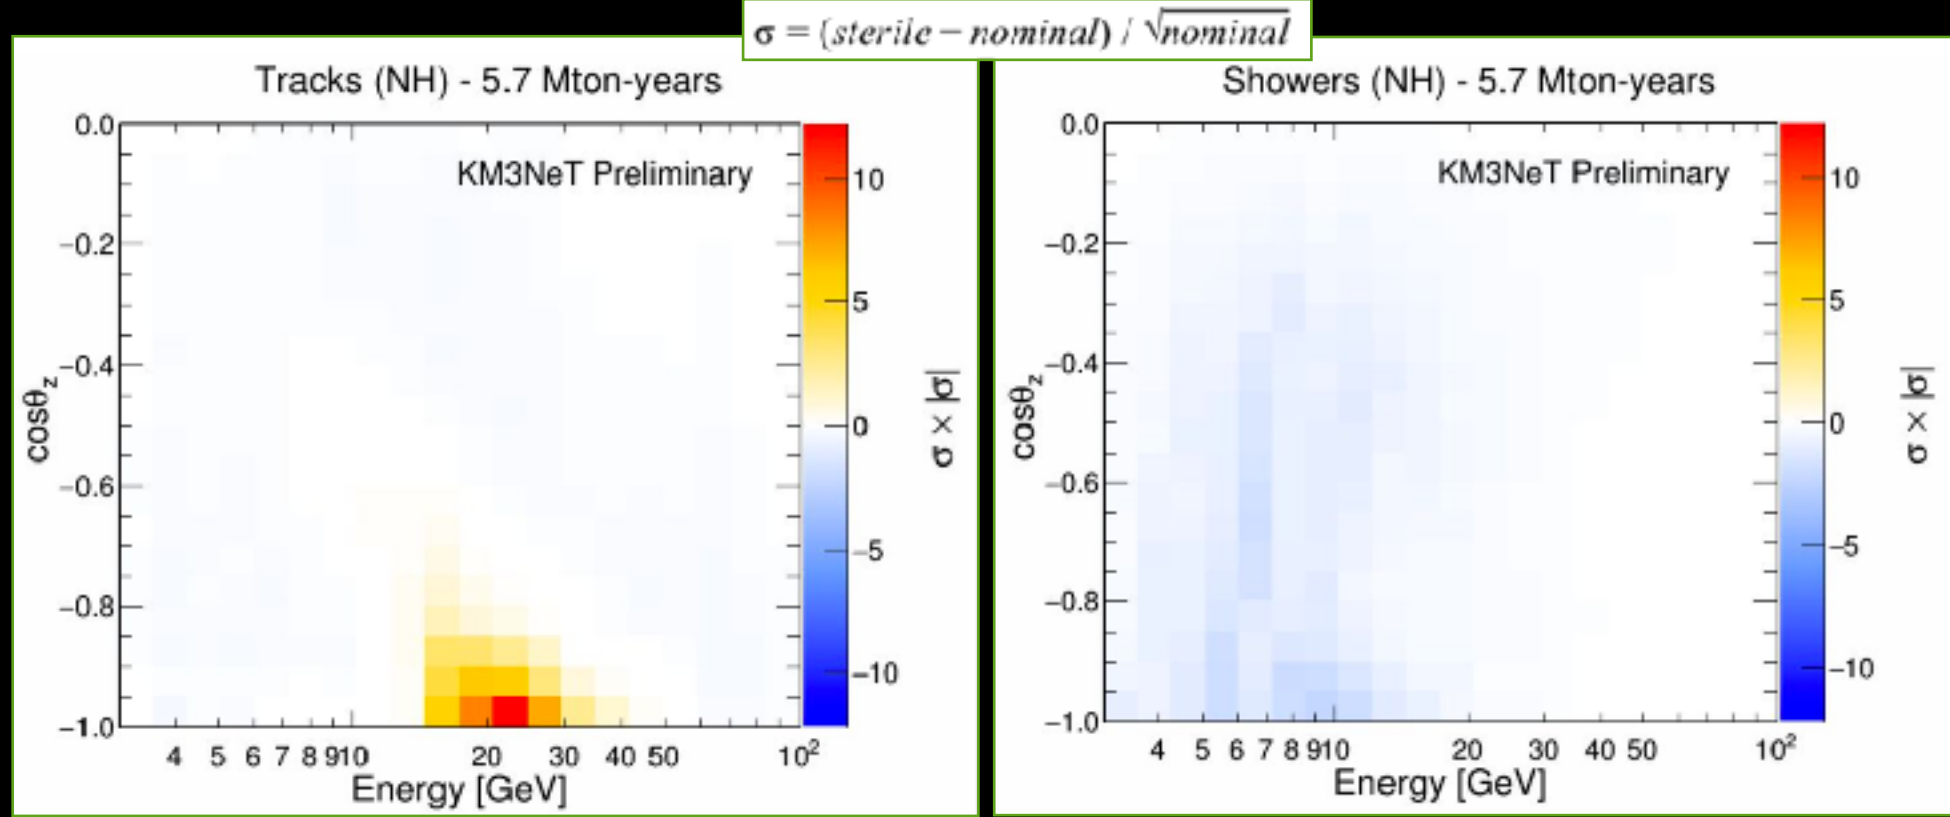 σ = (sterile − nominal) / √nominal
Tracks (NH) - 5.7 Mton-years
KM3NeT Preliminary
0.0
−0.2
−0.4
−0.6
−0.8
−1.0
cosθz
4 5 6 7 8 910 20 30 40 50 10²
Energy [GeV]
10
5
0
−5
−10
σ × |σ|
Showers (NH) - 5.7 Mton-years
KM3NeT Preliminary
0.0
−0.2
−0.4
−0.6
−0.8
−1.0
cosθz
4 5 6 7 8 910 20 30 40 50 10²
Energy [GeV]
10
5
0
−5
−10
σ × |σ|